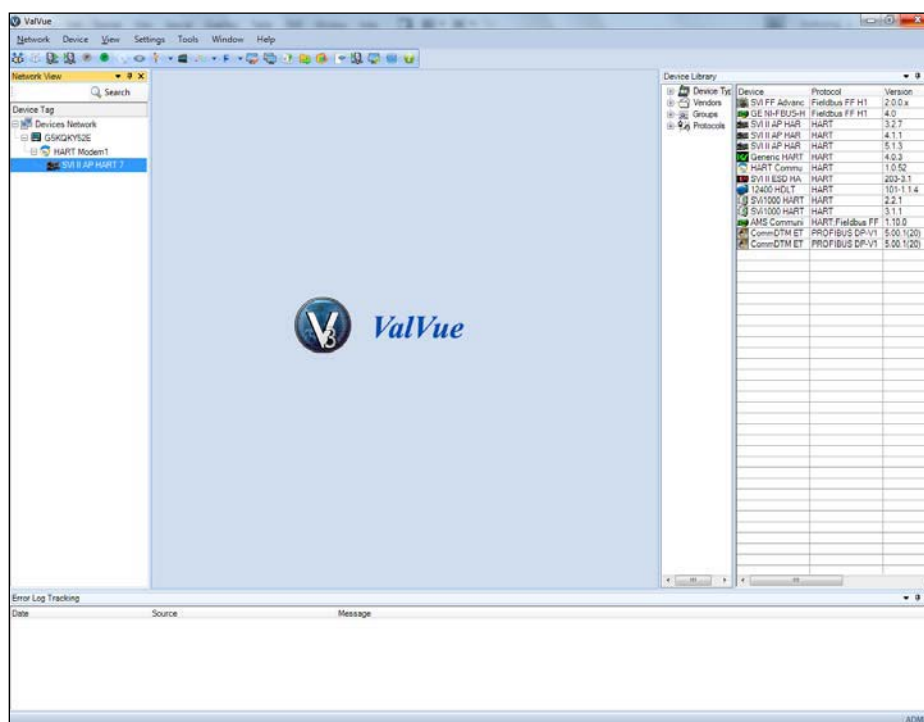 ValVue
Network Device View Settings Tools Window Help
Network View
Search
Device Tag
Devices Network
G5KQKY52E
HART Modem1
SVI II AP HART 7
V3
ValVue
Device Library
Device Typ
Vendors
Groups
Protocols
Device Protocol Version
SVI FF Advanc Fieldbus FF H1 2.0.0.x
GE NI-FBUS-H Fieldbus FF H1 4.0
SVI II AP HAR HART 3.2.7
SVI II AP HAR HART 4.1.1
SVI II AP HAR HART 5.1.3
Generic HART HART 4.0.3
HART Commu HART 1.0.52
SVI II ESD HA HART 203-3.1
12400 HDLT HART 101-1.1.4
SVi1000 HART HART 2.2.1
SVi1000 HART HART 3.1.1
AMS Communi HART:Fieldbus FF 1.10.0
CommDTM ET PROFIBUS DP-V1 5.00.1(20)
CommDTM ET PROFIBUS DP-V1 5.00.1(20)
Error Log Tracking
Date Source Message